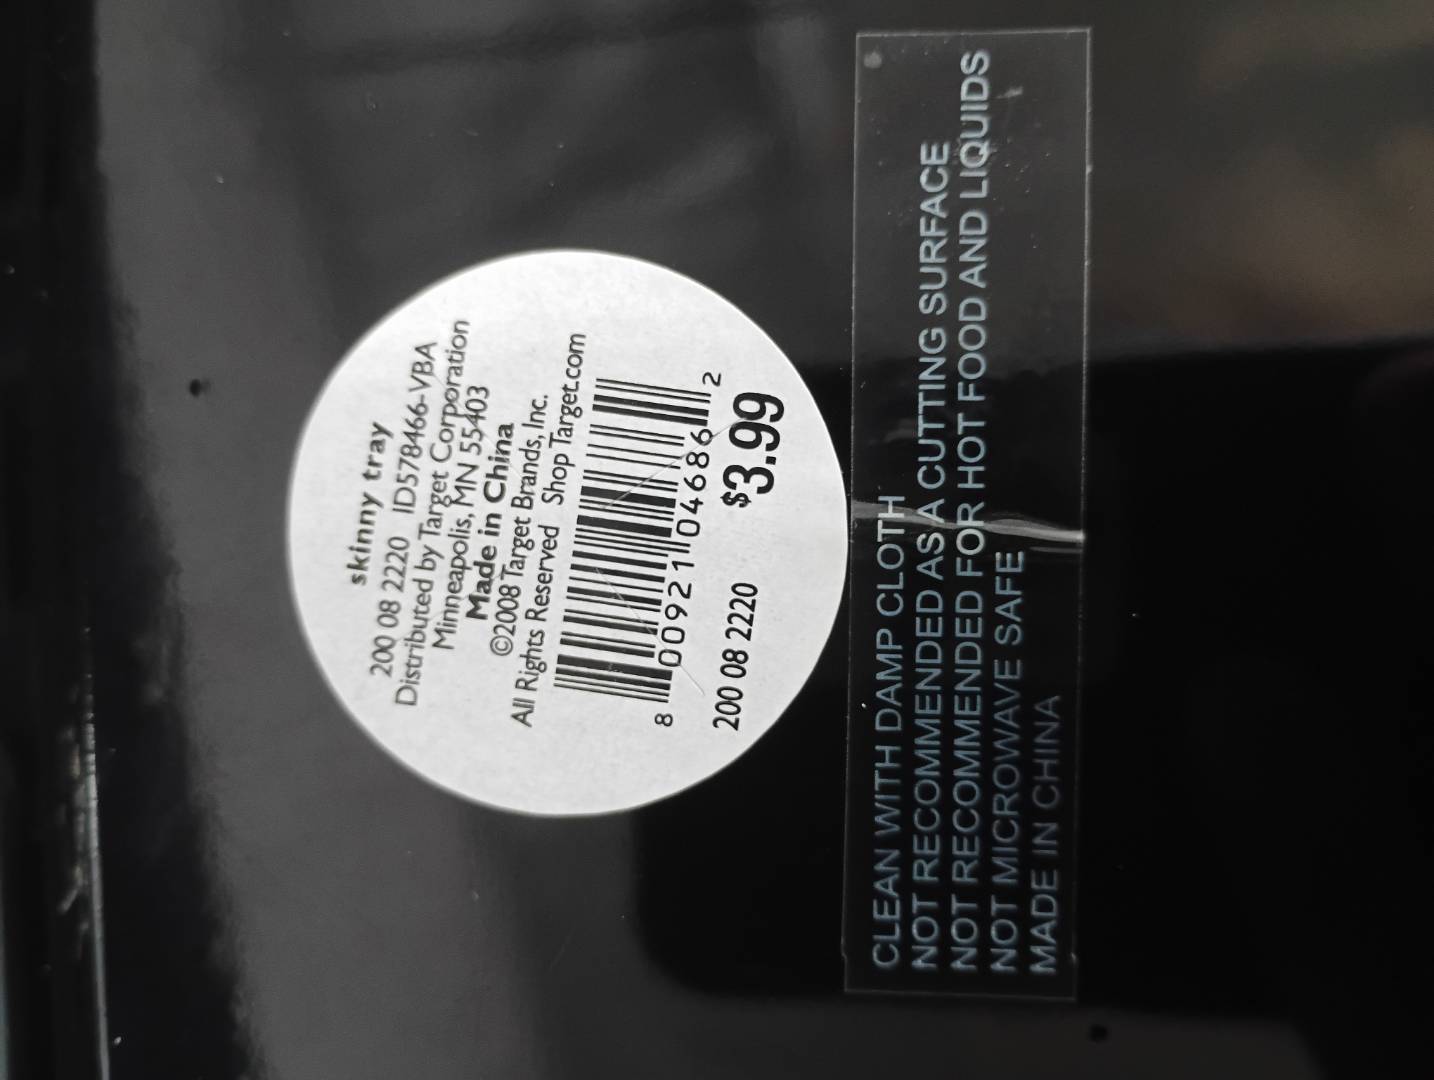 skinny tray
200 08 2220 ID578466-VBA
Distributed by Target Corporation
Minneapolis, MN 55403
Made in China
©2008 Target Brands, Inc.
All Rights Reserved Shop Target.com
8 00921 04686 2
200 08 2220 $3.99
CLEAN WITH DAMP CLOTH
NOT RECOMMENDED AS A CUTTING SURFACE
NOT RECOMMENDED FOR HOT FOOD AND LIQUIDS
NOT MICROWAVE SAFE
MADE IN CHINA